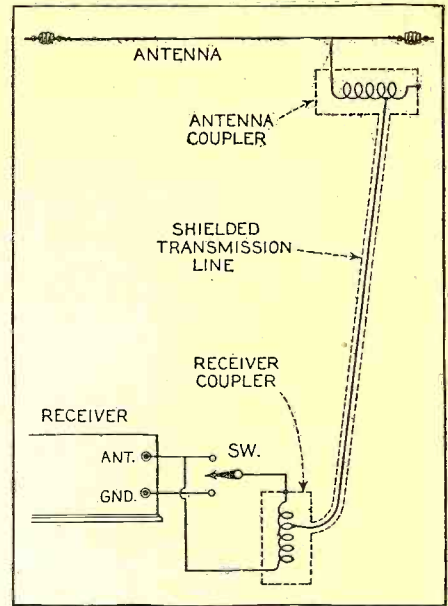 ANTENNA
ANTENNA
COUPLER
SHIELDED
TRANSMISSION
LINE
RECEIVER
COUPLER
RECEIVER
ANT.
SW.
GND.